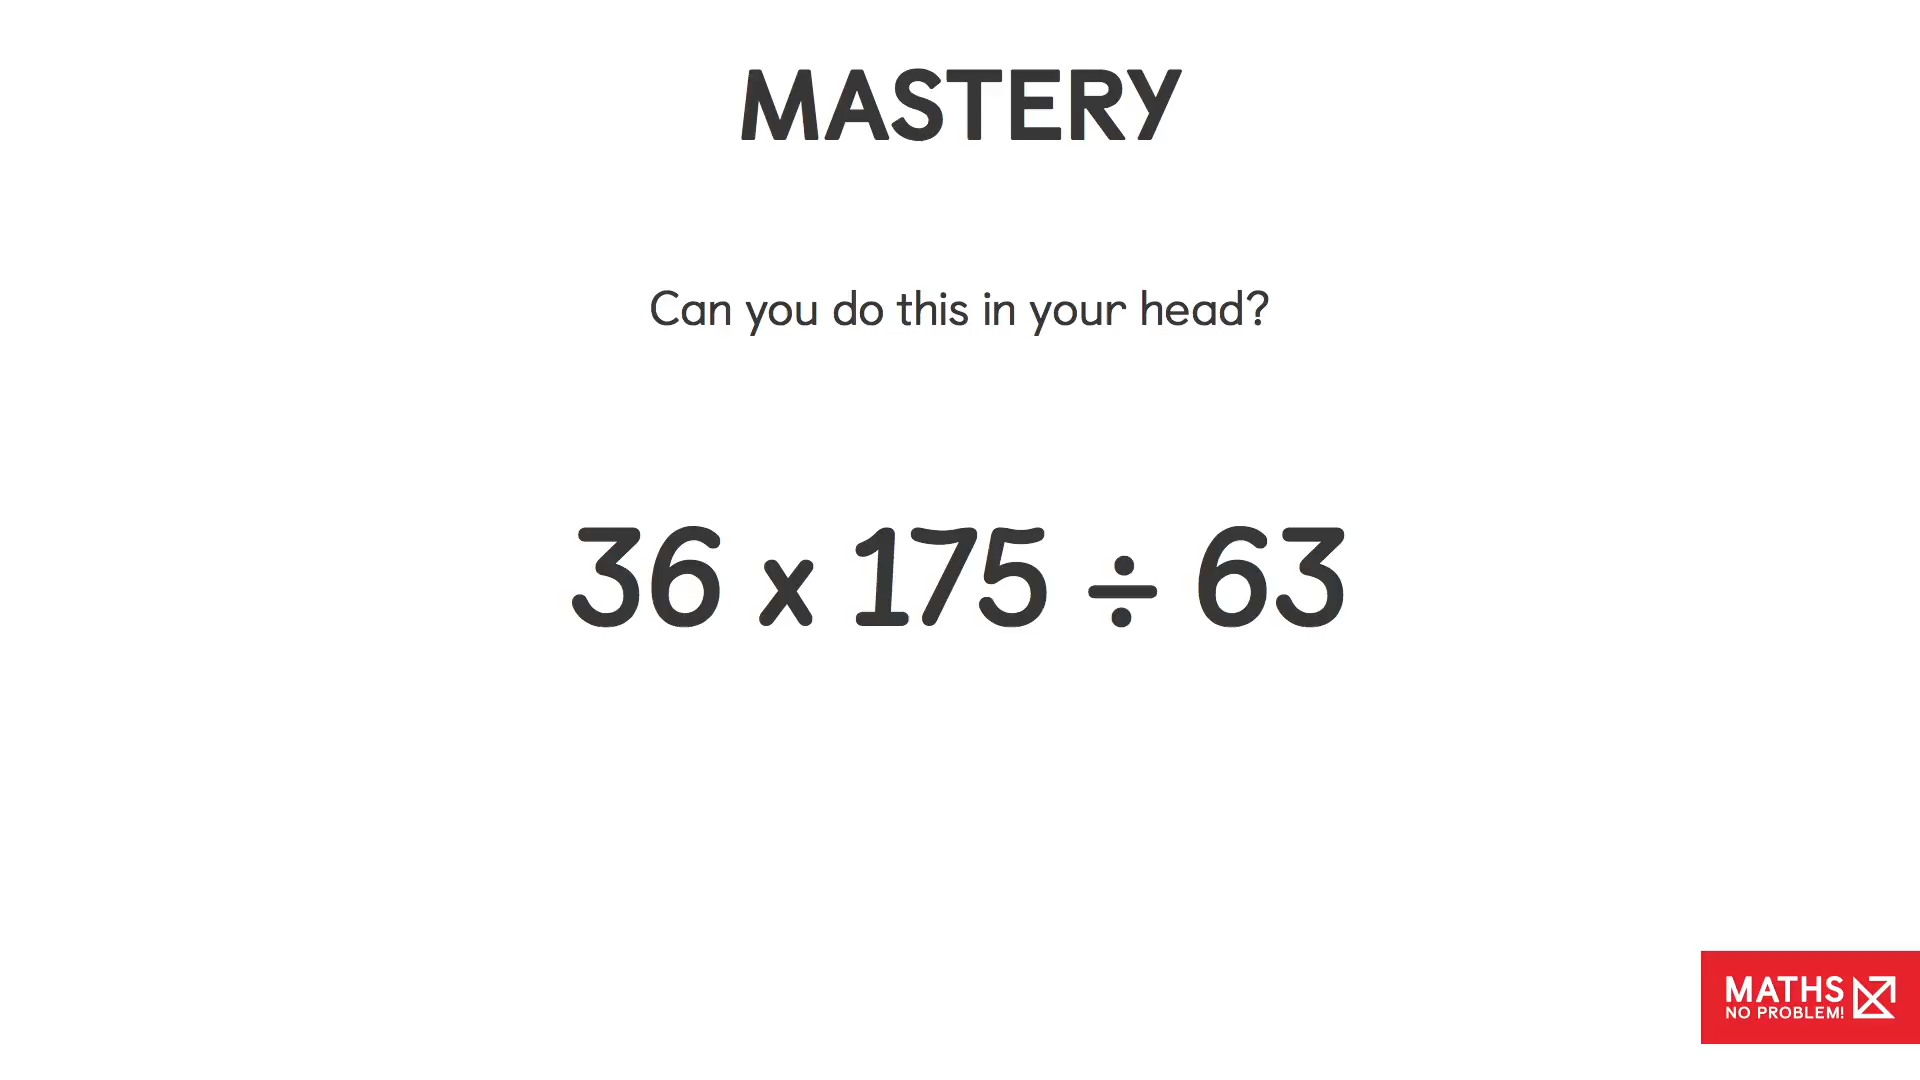 MASTERY
Can you do this in your head?
36 x 175 ÷ 63
MATHS
NO PROBLEM!